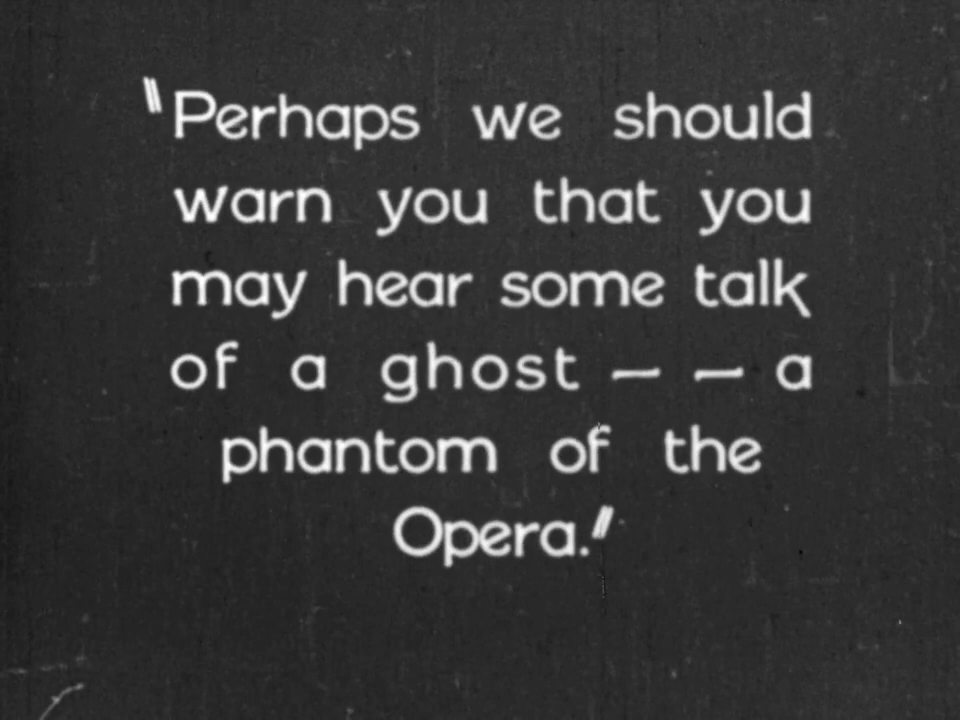 "Perhaps we should
warn you that you
may hear some talk
of a ghost — — a
phantom of the
Opera."